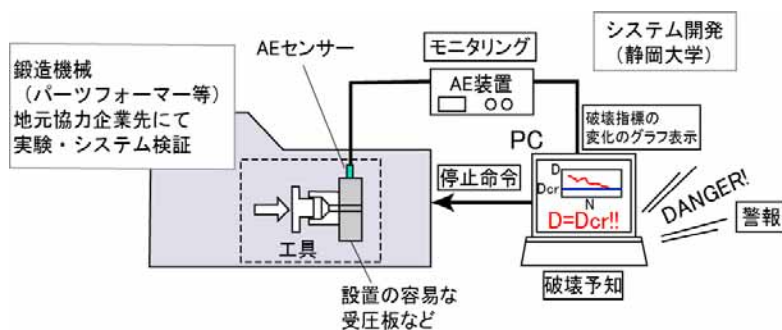 鍛造機械
（パーツフォーマー等）
地元協力企業先にて
実験・システム検証
AEセンサー
モニタリング
AE装置
システム開発
（静岡大学）
破壊指標の
変化のグラフ表示
PC
D
Dcr
N
D=Dcr!!
停止命令
DANGER!
警報
工具
破壊予知
設置の容易な
受圧板など